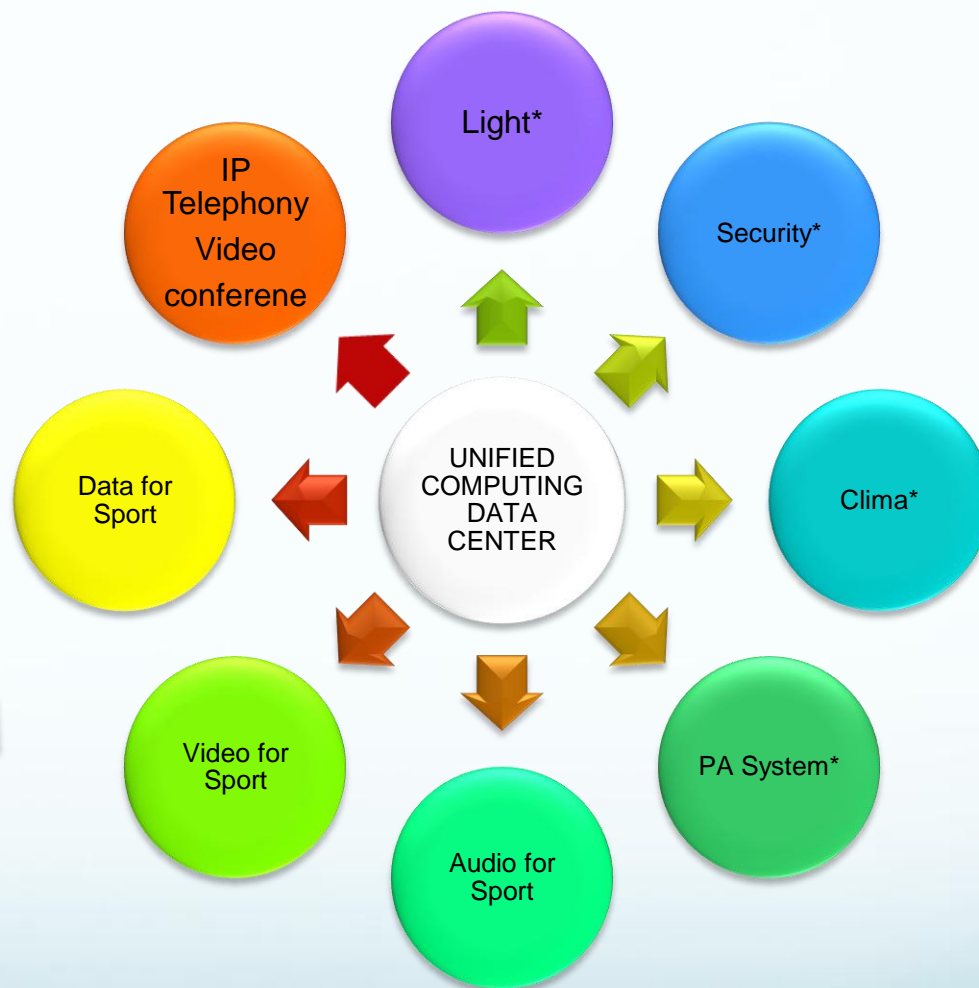 Light*
IP
Telephony
Video
conferene
Security*
UNIFIED
COMPUTING
DATA
CENTER
Data for
Sport
Clima*
Video for
Sport
PA System*
Audio for
Sport